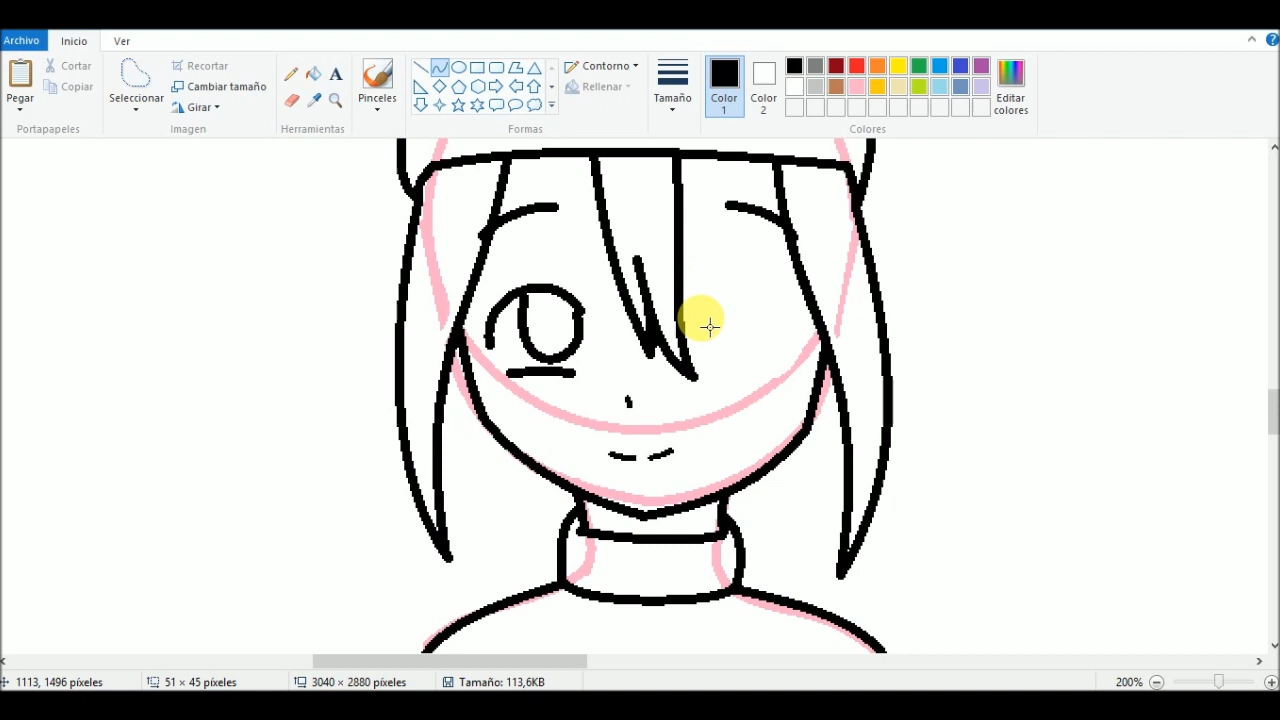 Archivo Inicio Ver
Pegar
Cortar
Copiar
Portapapeles
Seleccionar
Recortar
Cambiar tamaño
Girar
Imagen
A
Herramientas
Pinceles
Contorno
Rellenar
Formas
Tamaño
Color
1
Color
2
Editar
colores
Colores
1113, 1496 píxeles 51 × 45 píxeles 3040 × 2880 píxeles Tamaño: 113,6KB 200%